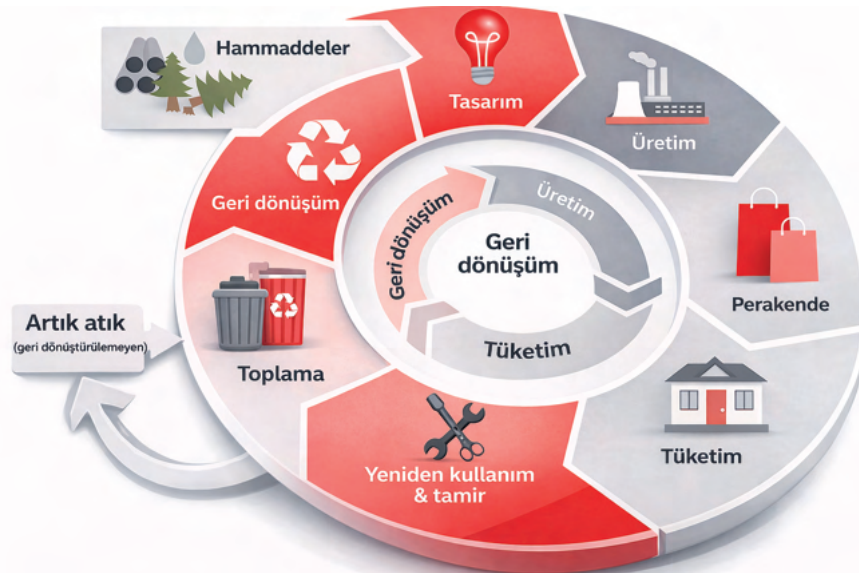 Hammaddeler
Tasarım
Üretim
Geri dönüşüm
Perakende
Geri dönüşüm
Üretim
Geri
dönüşüm
Tüketim
Artık atık
(geri dönüştürülemeyen)
Toplama
Tüketim
Yeniden kullanım
& tamir